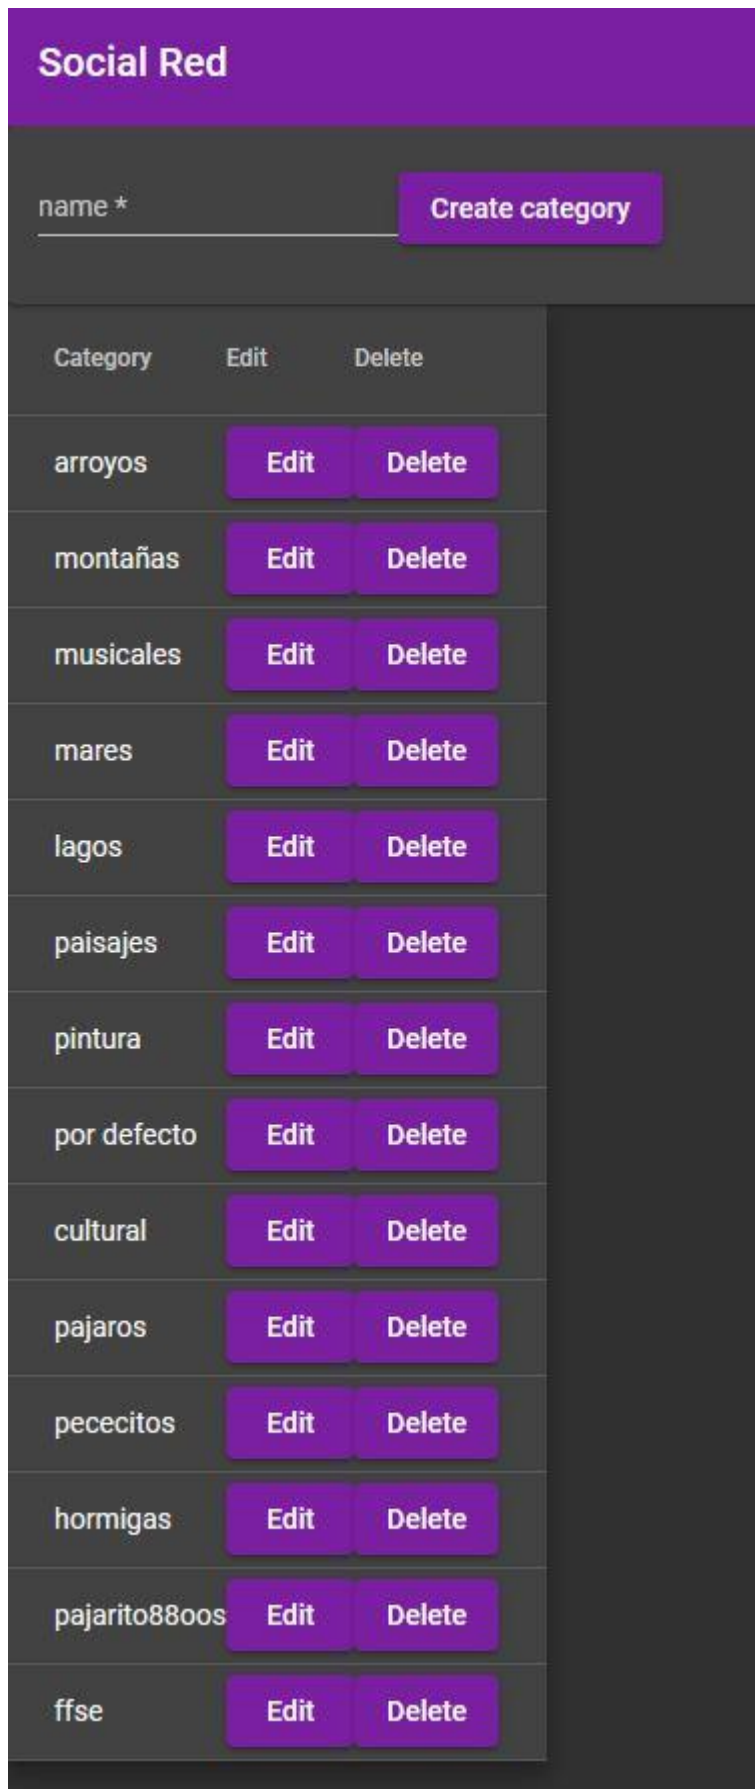 Social Red
name * Create category
Category Edit Delete
arroyos Edit Delete
montañas Edit Delete
musicales Edit Delete
mares Edit Delete
lagos Edit Delete
paisajes Edit Delete
pintura Edit Delete
por defecto Edit Delete
cultural Edit Delete
pajaros Edit Delete
pececitos Edit Delete
hormigas Edit Delete
pajarito88oos Edit Delete
ffse Edit Delete